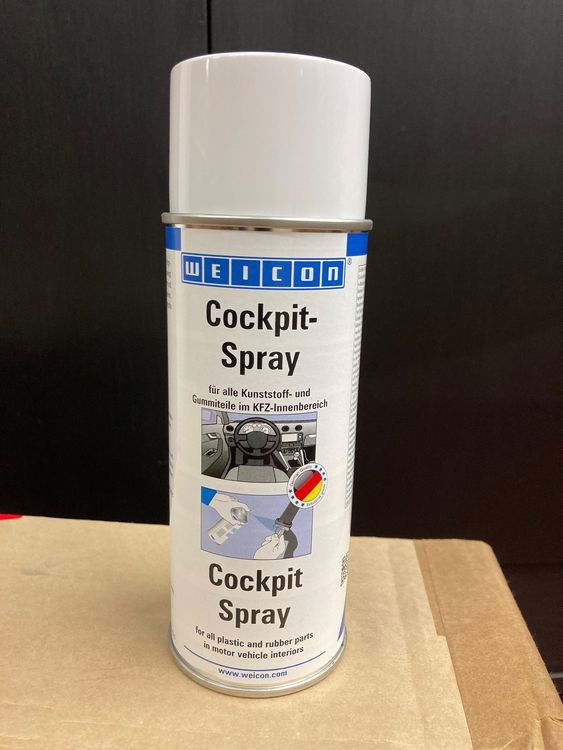 WEICON®
Cockpit-
Spray
für alle Kunststoff- und
Gummiteile im KFZ-Innenbereich
Cockpit
Spray
for all plastic and rubber parts
in motor vehicle interiors
www.weicon.com